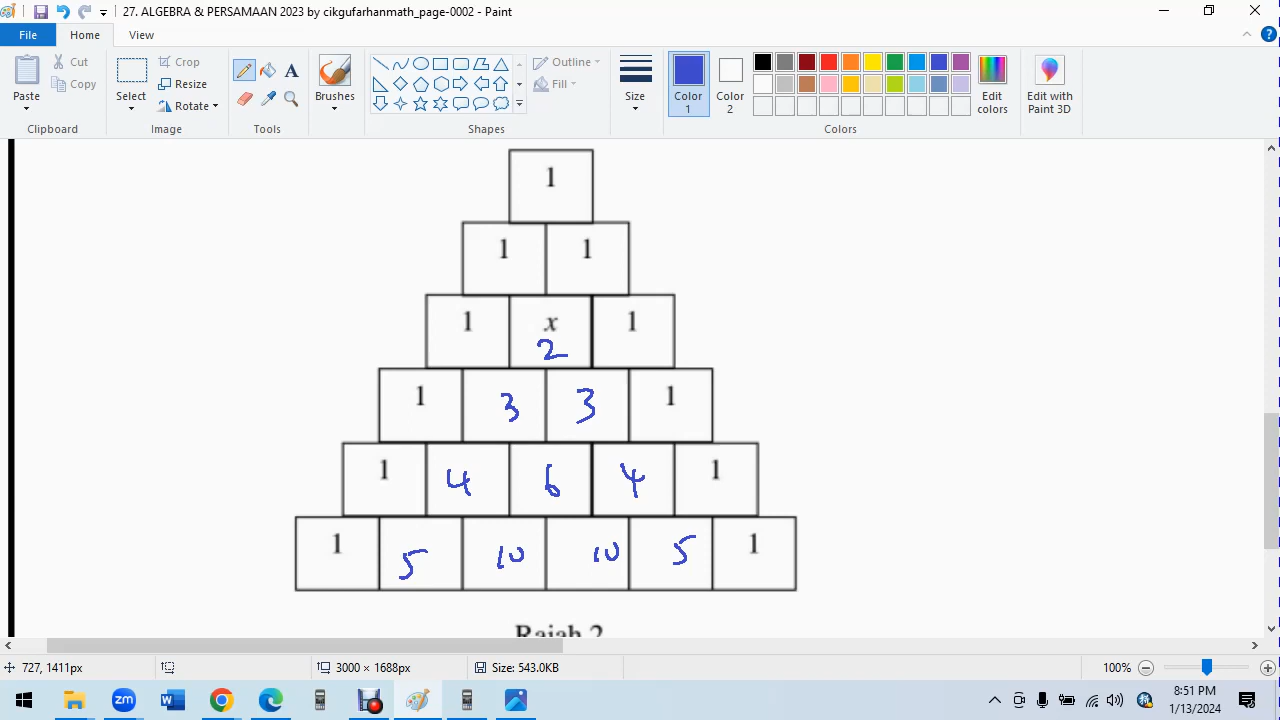 27. ALGEBRA & PERSAMAAN 2023 by cikgufarhanmath_page-0002 - Paint
File Home View
Paste Cut Copy
Clipboard
Select Crop Resize Rotate
Image
A
Tools
Brushes
Outline Fill
Shapes
Size
Color 1 Color 2
Edit colors
Colors
Edit with Paint 3D
1
1 1
1 x 1
2
1 3 3 1
1 4 6 4 1
1 5 10 10 5 1
Rajah 2
727, 1411px 3000 × 1688px Size: 543.0KB 100%
zm W
8:51 PM
1/13/2024